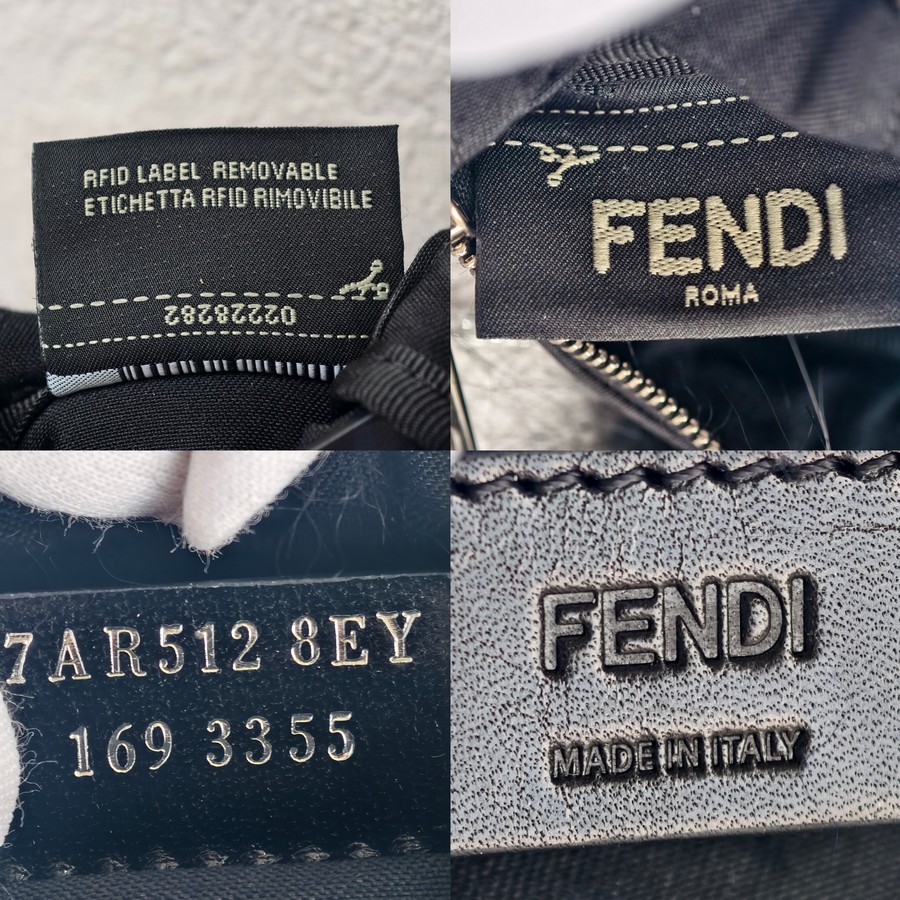 RFID LABEL REMOVABLE
ETICHETTA RFID RIMOVIBILE
02228282
FENDI
ROMA
7AR512 8EY
169 3355
FENDI
MADE IN ITALY